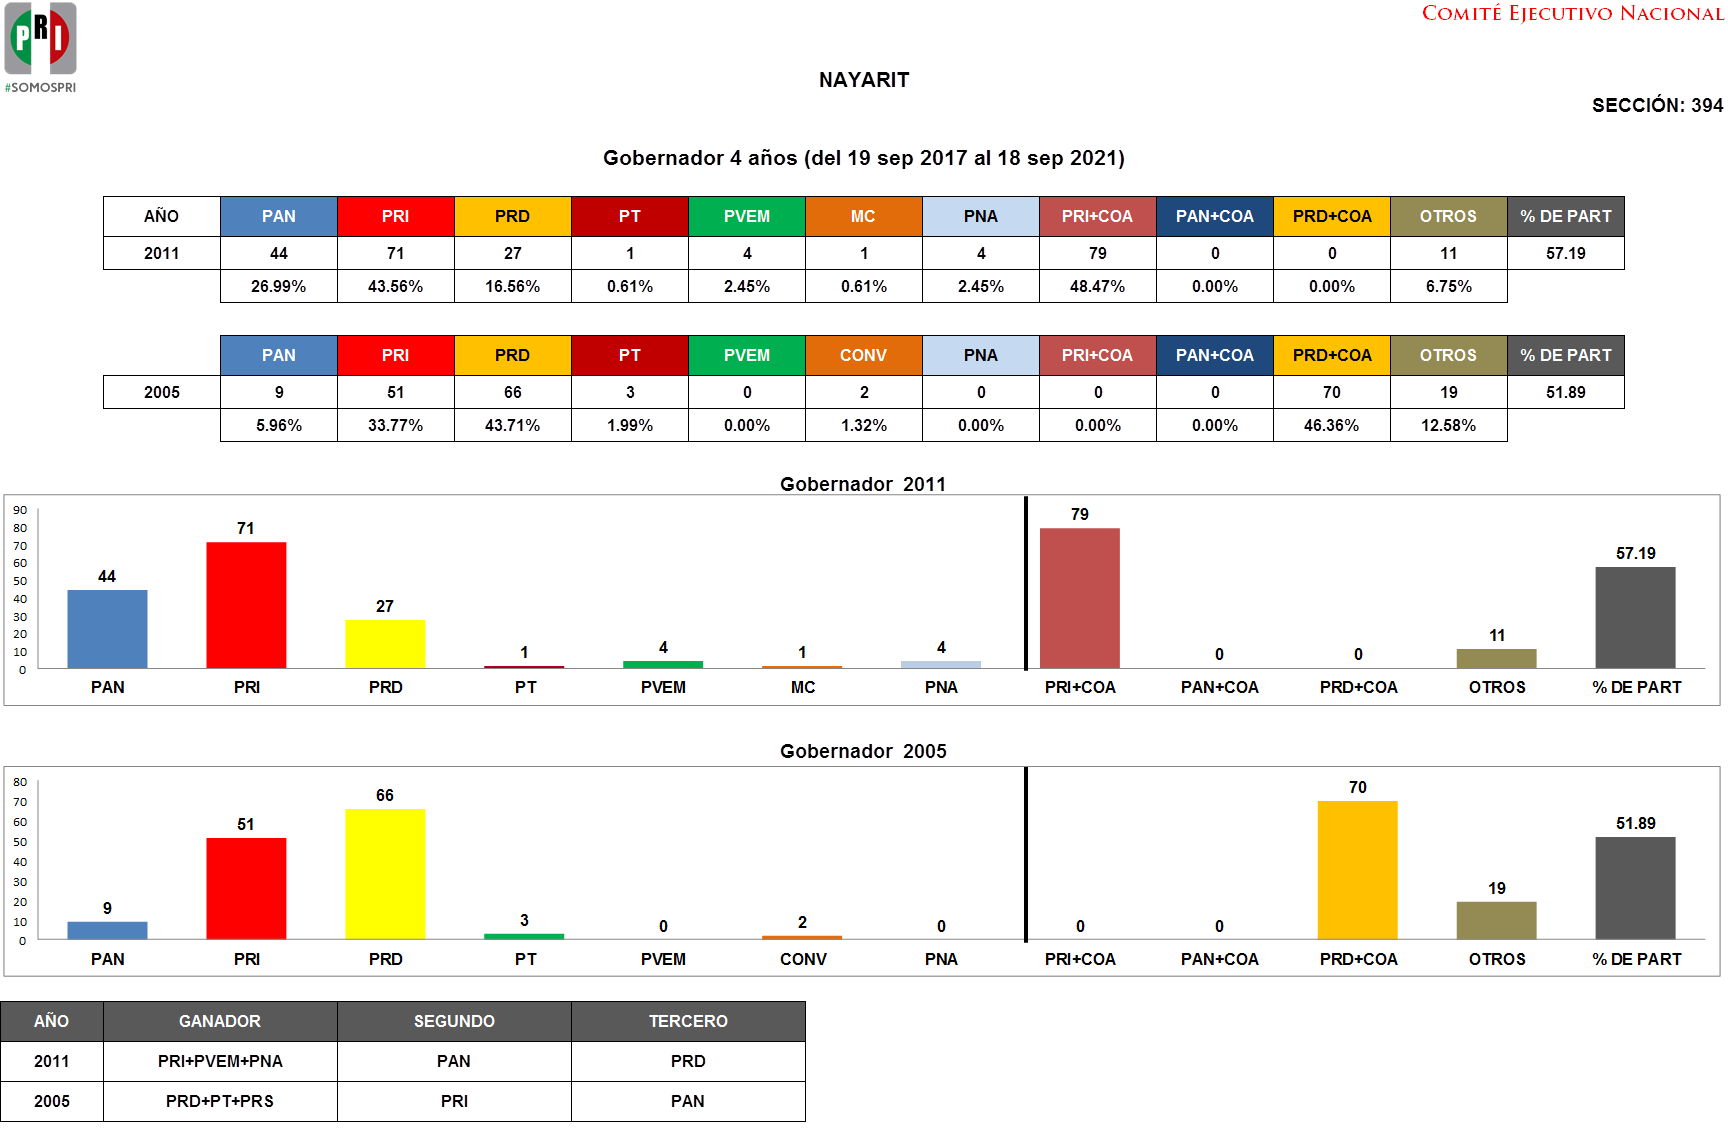 PRI
#SOMOSPRI
COMITÉ EJECUTIVO NACIONAL
NAYARIT
SECCIÓN: 394
Gobernador 4 años (del 19 sep 2017 al 18 sep 2021)
AÑO PAN PRI PRD PT PVEM MC PNA PRI+COA PAN+COA PRD+COA OTROS % DE PART
2011 44 71 27 1 4 1 4 79 0 0 11 57.19
26.99% 43.56% 16.56% 0.61% 2.45% 0.61% 2.45% 48.47% 0.00% 0.00% 6.75%
PAN PRI PRD PT PVEM CONV PNA PRI+COA PAN+COA PRD+COA OTROS % DE PART
2005 9 51 66 3 0 2 0 0 0 70 19 51.89
5.96% 33.77% 43.71% 1.99% 0.00% 1.32% 0.00% 0.00% 0.00% 46.36% 12.58%
Gobernador 2011
90
80
70
60
50
40
30
20
10
0
44 71 27 1 4 1 4 79 0 0 11 57.19
PAN PRI PRD PT PVEM MC PNA PRI+COA PAN+COA PRD+COA OTROS % DE PART
Gobernador 2005
80
70
60
50
40
30
20
10
0
9 51 66 3 0 2 0 0 0 70 19 51.89
PAN PRI PRD PT PVEM CONV PNA PRI+COA PAN+COA PRD+COA OTROS % DE PART
AÑO GANADOR SEGUNDO TERCERO
2011 PRI+PVEM+PNA PAN PRD
2005 PRD+PT+PRS PRI PAN